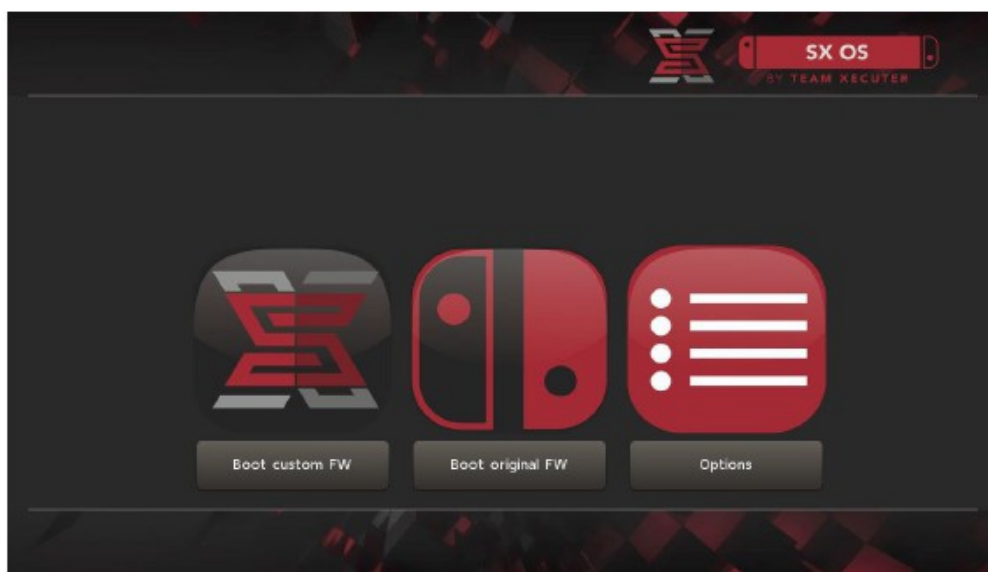 SX OS
BY TEAM XECUTER
Boot custom FW
Boot original FW
Options